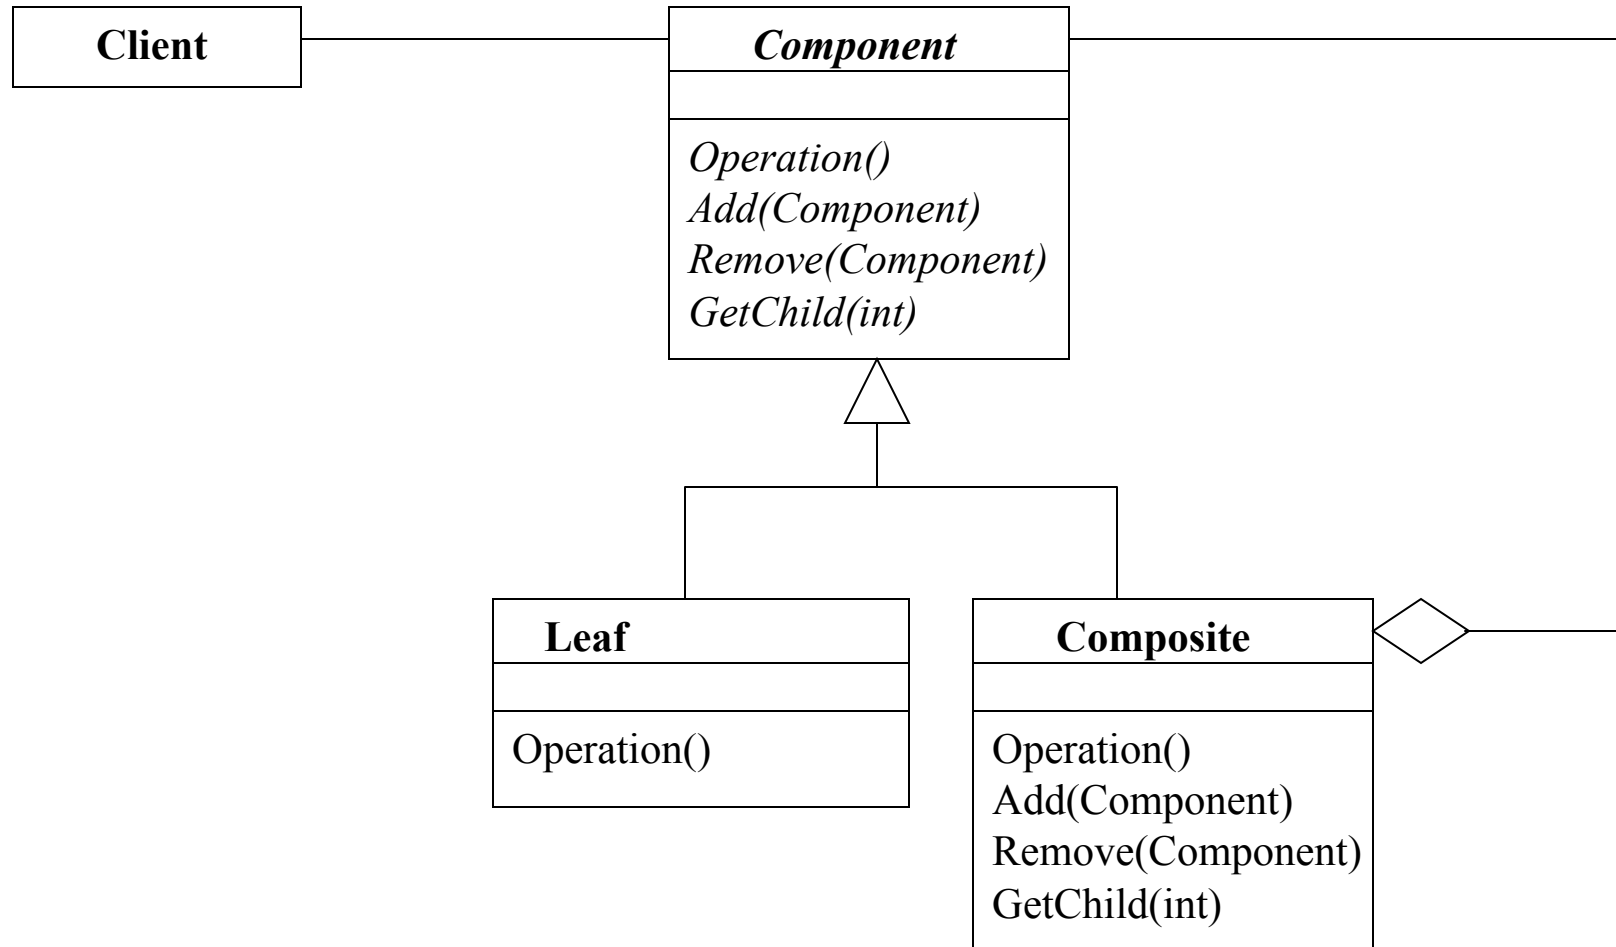 Client
Component
Operation()
Add(Component)
Remove(Component)
GetChild(int)
Leaf
Operation()
Composite
Operation()
Add(Component)
Remove(Component)
GetChild(int)